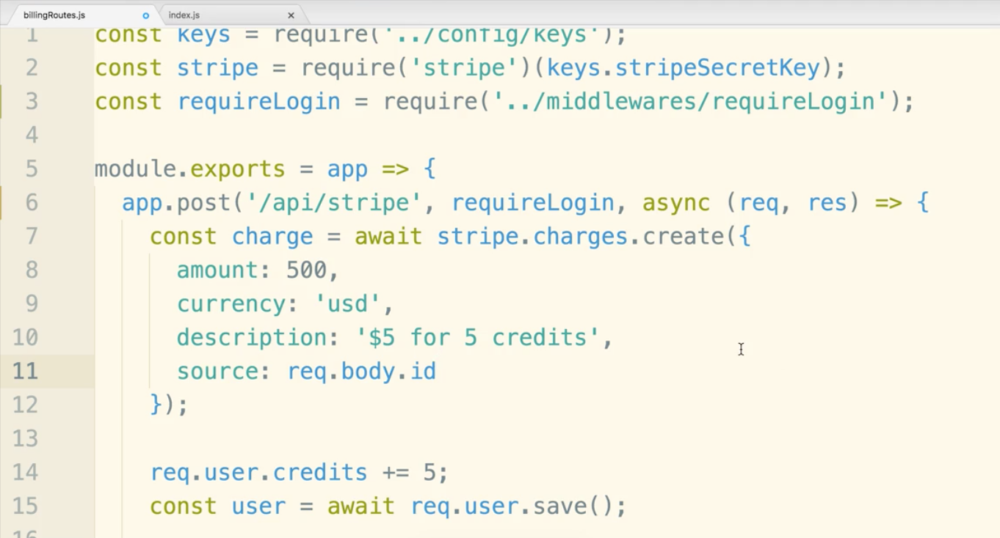 billingRoutes.js
index.js
1 const keys = require('../config/keys');
2 const stripe = require('stripe')(keys.stripeSecretKey);
3 const requireLogin = require('../middlewares/requireLogin');
4
5 module.exports = app => {
6 app.post('/api/stripe', requireLogin, async (req, res) => {
7 const charge = await stripe.charges.create({
8 amount: 500,
9 currency: 'usd',
10 description: '$5 for 5 credits',
11 source: req.body.id
12 });
13
14 req.user.credits += 5;
15 const user = await req.user.save();
16